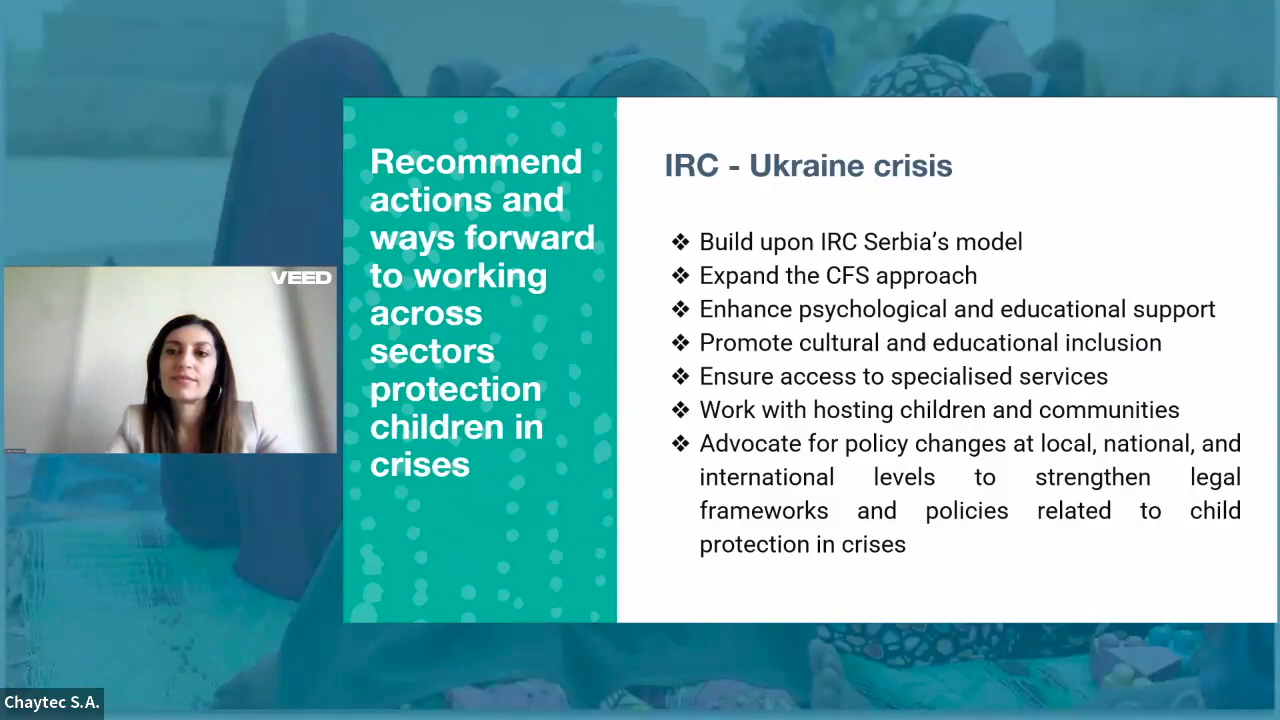 Recommend
actions and
ways forward
to working
across
sectors
protection
children in
crises
IRC - Ukraine crisis
❖ Build upon IRC Serbia’s model
❖ Expand the CFS approach
❖ Enhance psychological and educational support
❖ Promote cultural and educational inclusion
❖ Ensure access to specialised services
❖ Work with hosting children and communities
❖ Advocate for policy changes at local, national, and
international levels to strengthen legal
frameworks and policies related to child
protection in crises
VEED
Chaytec S.A.